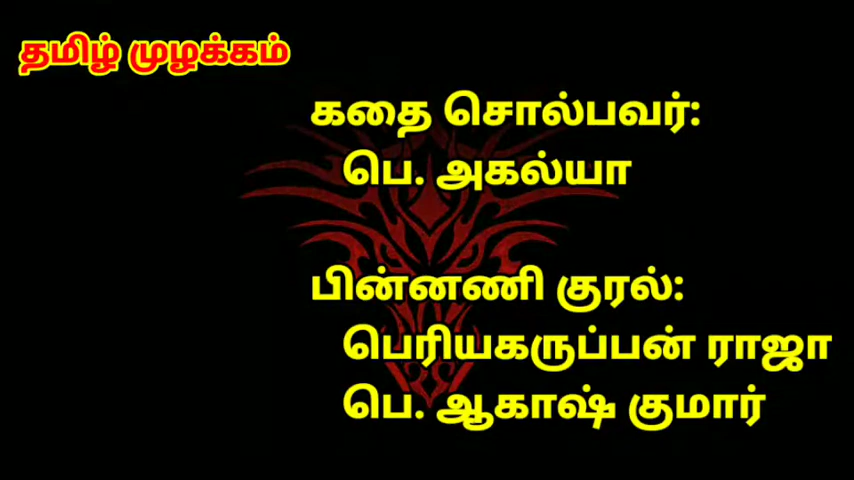 தமிழ் முழக்கம்
கதை சொல்பவர்:
பெ. அகல்யா
பின்னணி குரல்:
பெரியகருப்பன் ராஜா
பெ. ஆகாஷ் குமார்